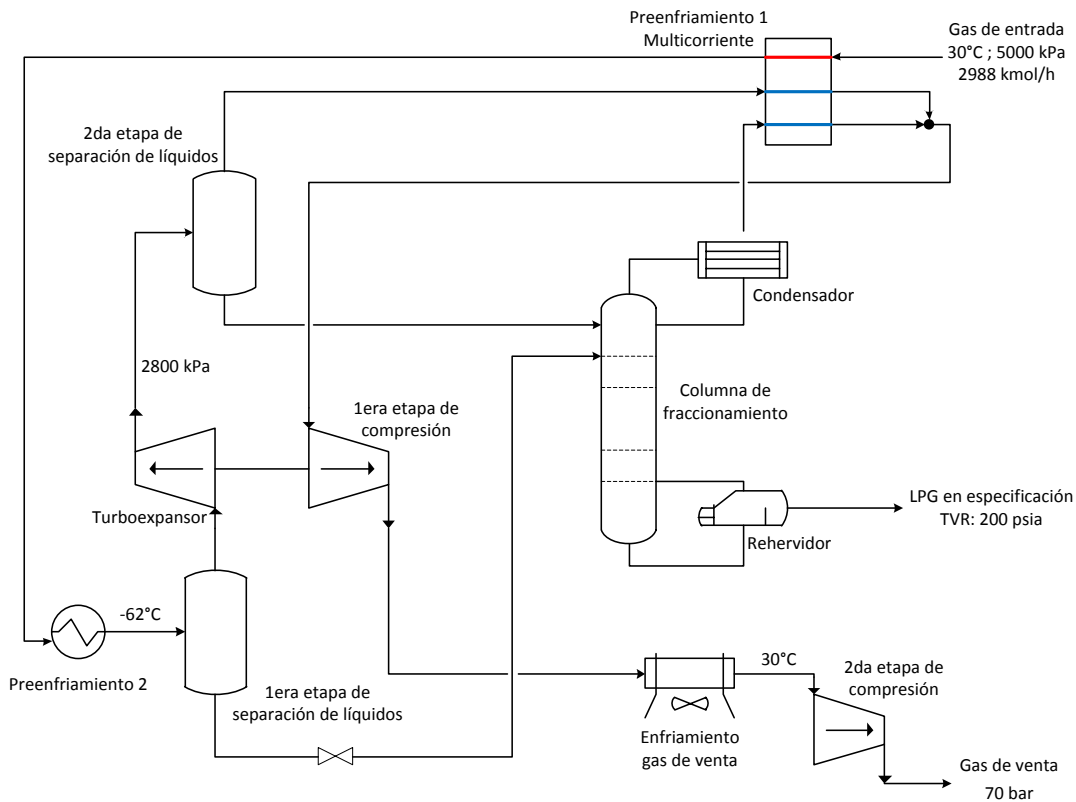 Preenfriamiento 1
Multicorriente
Gas de entrada
30°C ; 5000 kPa
2988 kmol/h
2da etapa de
separación de líquidos
Condensador
2800 kPa
1era etapa de
compresión
Columna de
fraccionamiento
Turboexpansor
LPG en especificación
TVR: 200 psia
Rehervidor
-62°C
Preenfriamiento 2
1era etapa de
separación de líquidos
30°C
2da etapa de
compresión
Enfriamiento
gas de venta
Gas de venta
70 bar